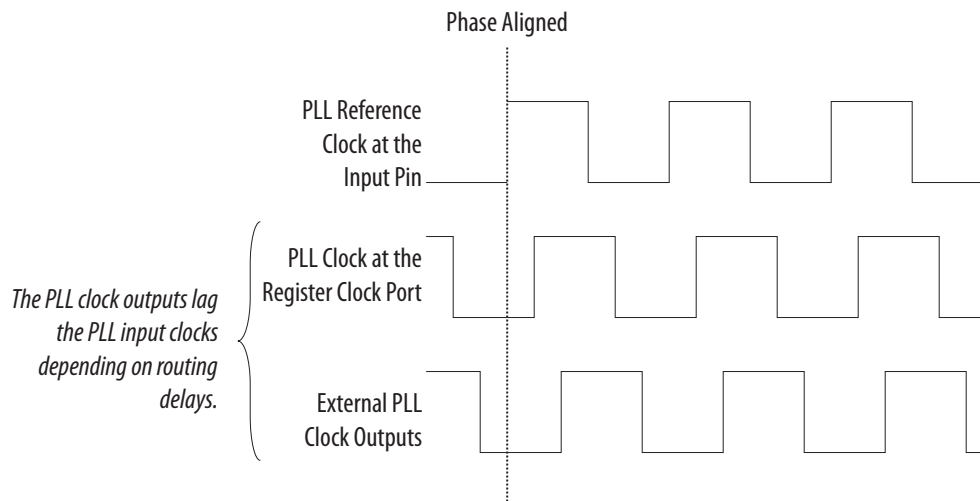 Phase Aligned
PLL Reference
Clock at the
Input Pin
PLL Clock at the
Register Clock Port
The PLL clock outputs lag
the PLL input clocks
depending on routing
delays.
External PLL
Clock Outputs